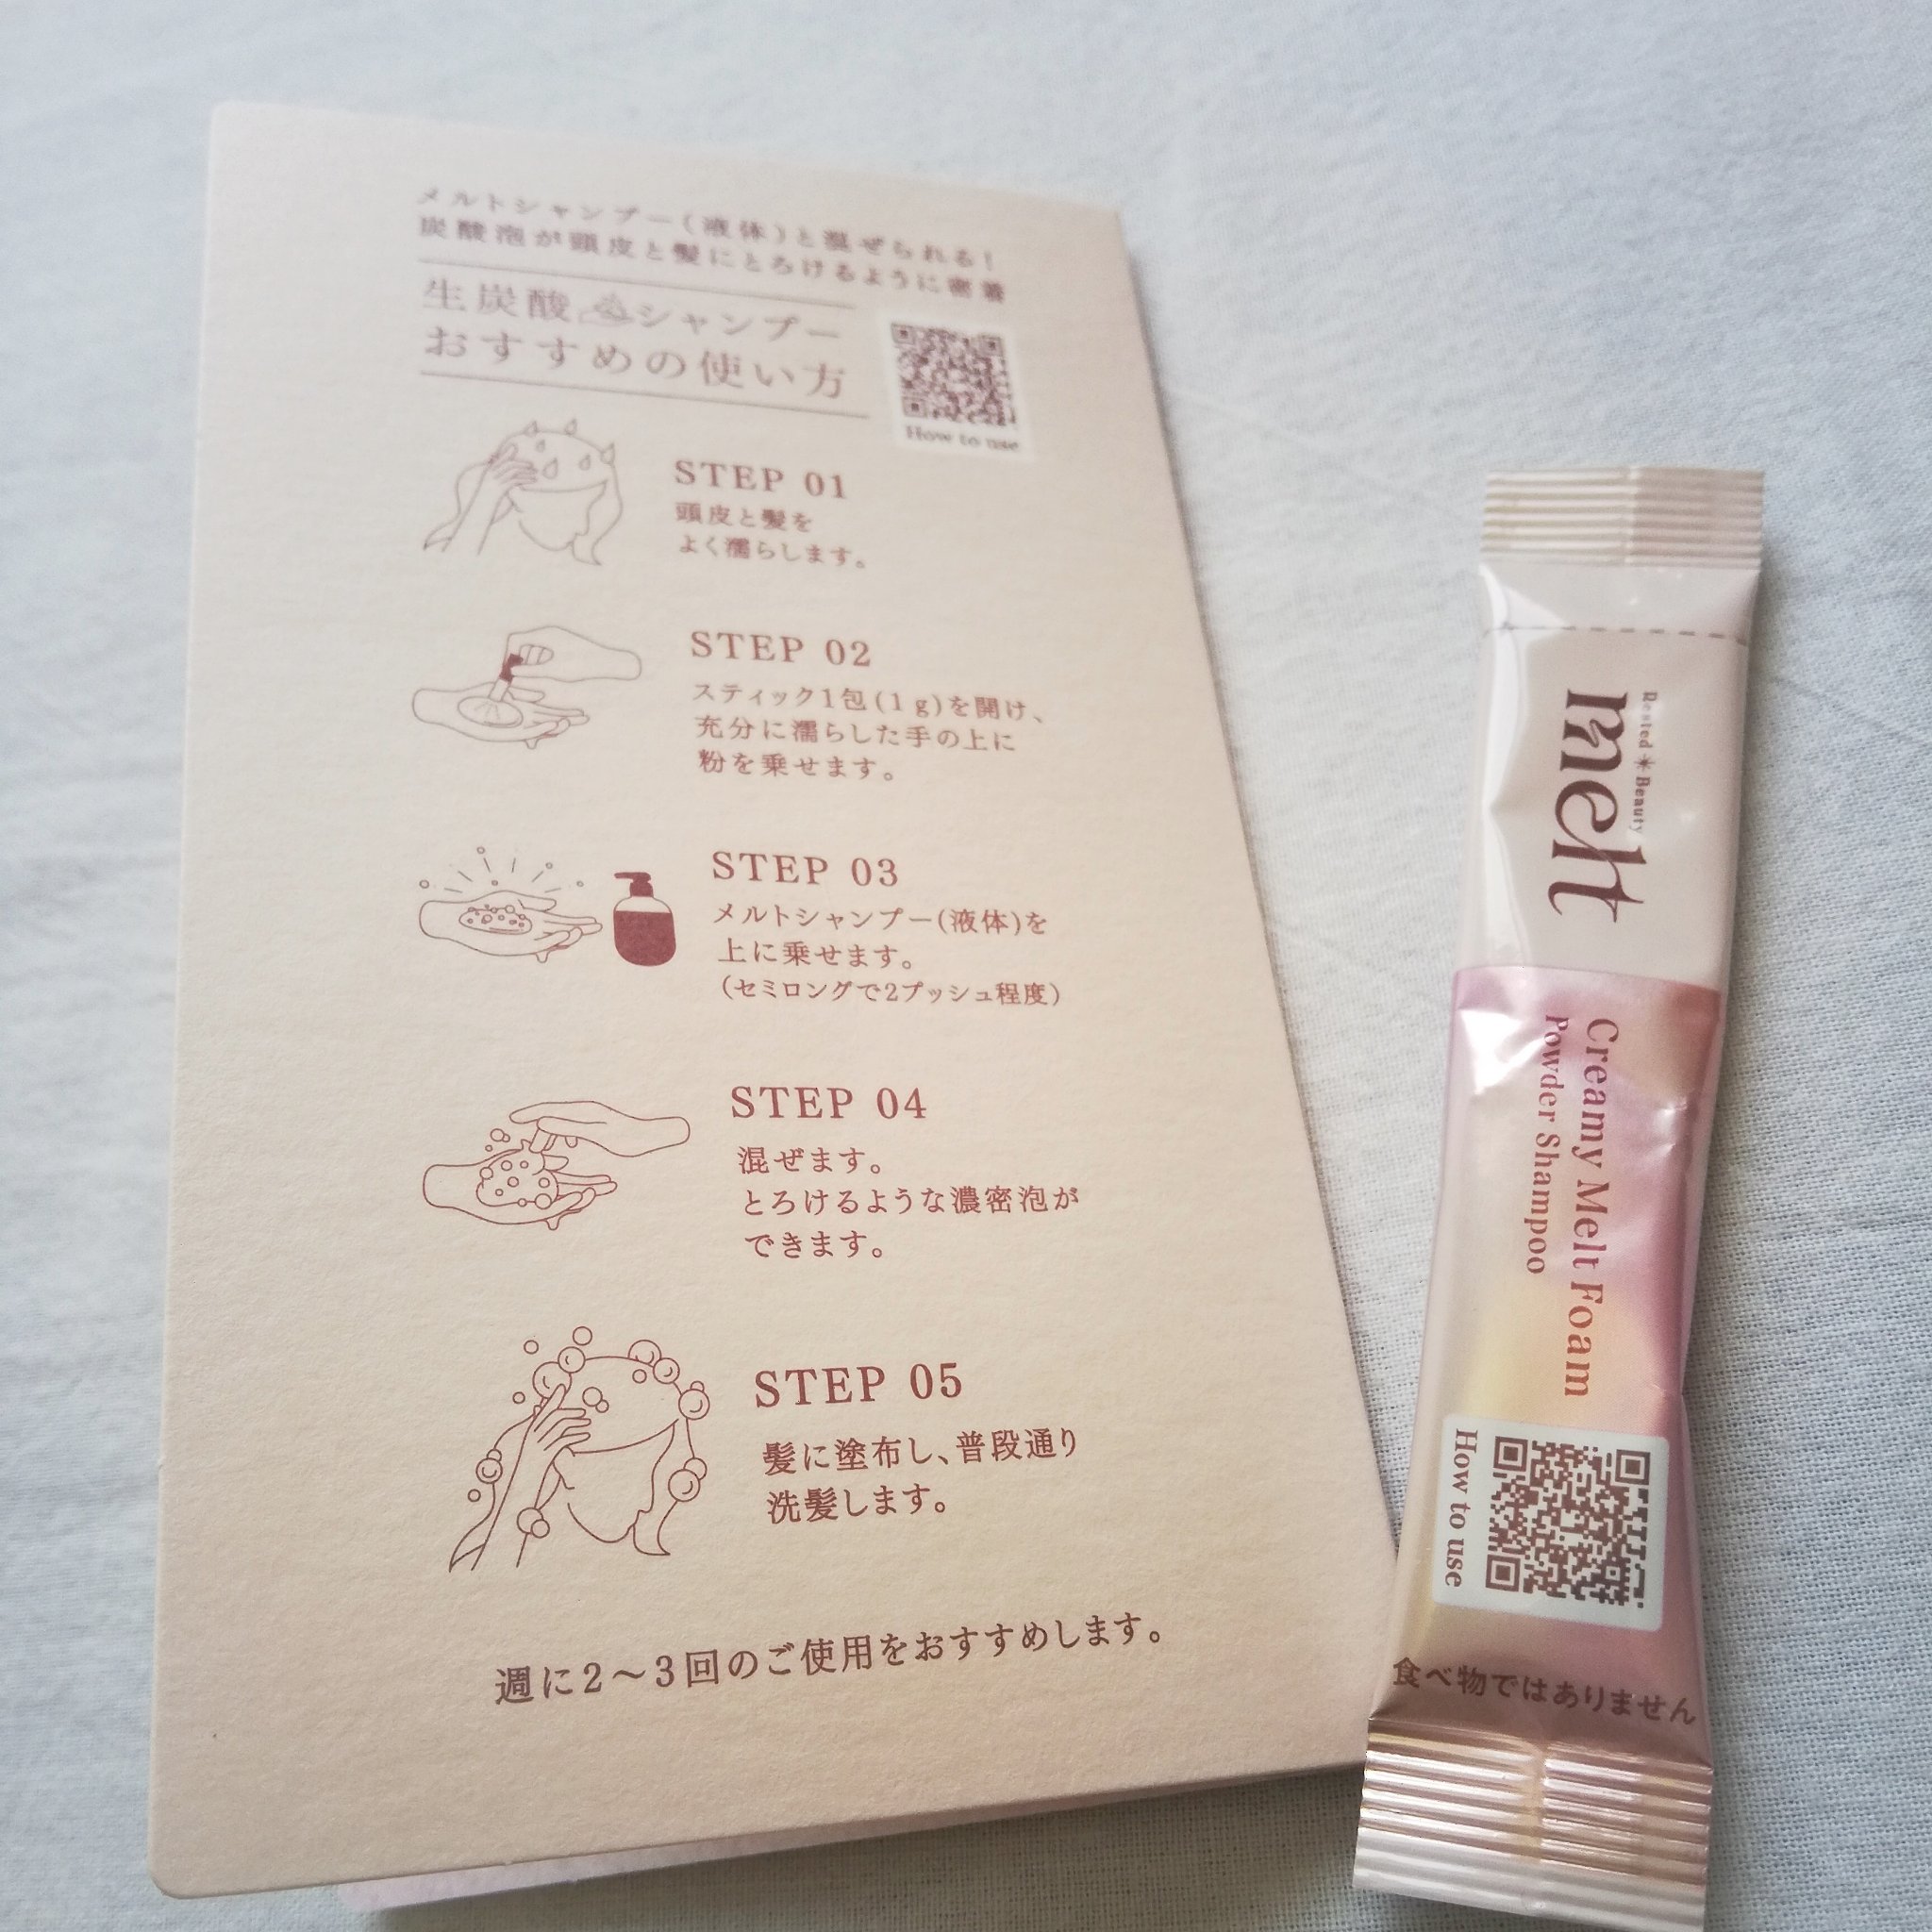 メルトシャンプー(液体)と混ぜられる!
炭酸泡が頭皮と髪にとろけるように密着
生炭酸シャンプー
おすすめの使い方
How to use
STEP 01
頭皮と髪を
よく濡らします。
STEP 02
スティック1包(1g)を開け、
充分に濡らした手の上に
粉を乗せます。
STEP 03
メルトシャンプー(液体)を
上に乗せます。
(セミロングで2プッシュ程度)
STEP 04
混ぜます。
とろけるような濃密泡が
できます。
STEP 05
髪に塗布し、普段通り
洗髪します。
週に2〜3回のご使用をおすすめします。
Rested Beauty
melt
Creamy Melt Foam
Powder Shampoo
How to use
食べ物ではありません